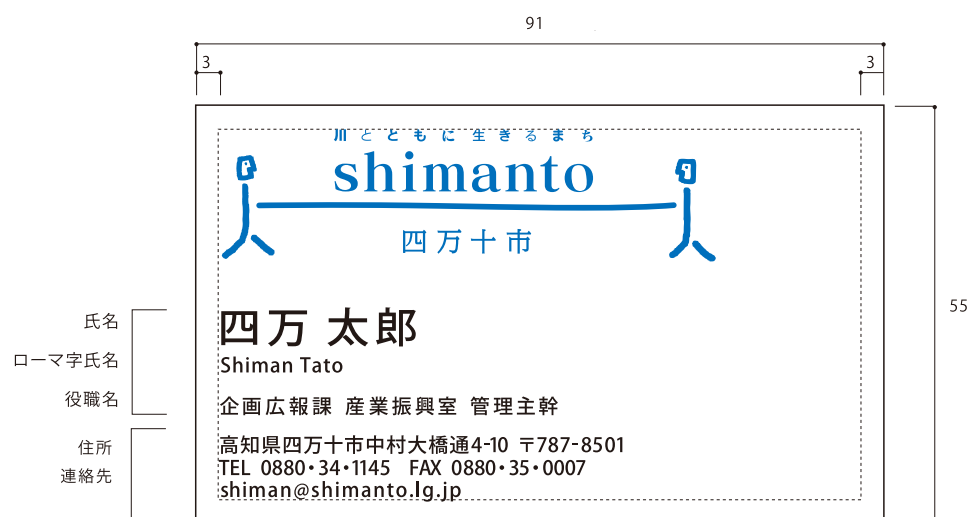 91
3
3
川とともに生きるまち
shimanto
四万十市
55
氏名
四万 太郎
ローマ字氏名
Shiman Tato
役職名
企画広報課 産業振興室 管理主幹
住所
高知県四万十市中村大橋通4-10 〒787-8501
連絡先
TEL 0880・34・1145 FAX 0880・35・0007
shiman@shimanto.lg.jp